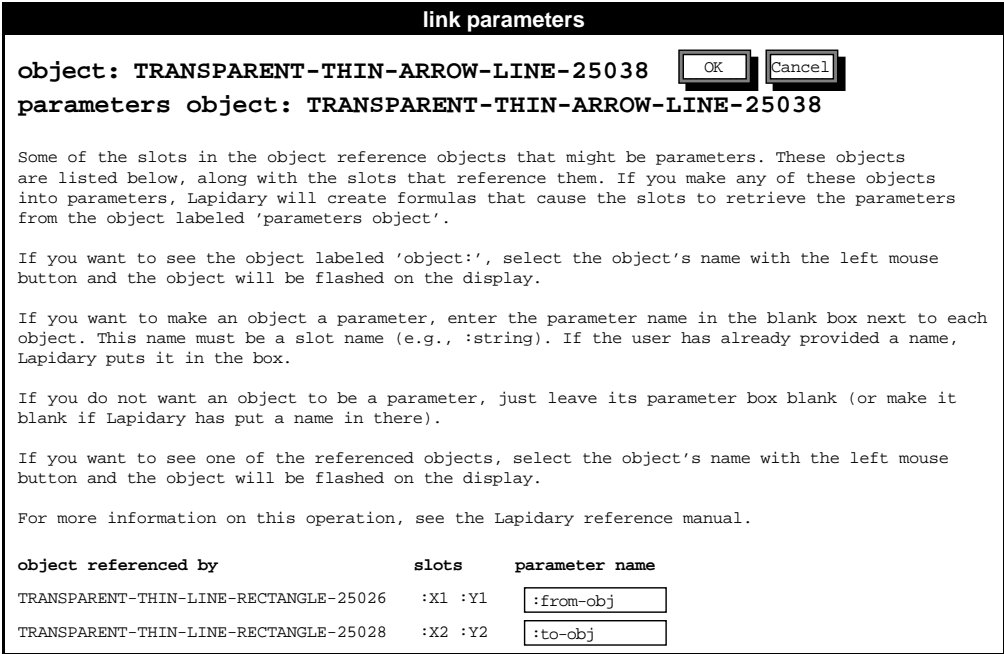 link parameters
object: TRANSPARENT-THIN-ARROW-LINE-25038 OK Cancel
parameters object: TRANSPARENT-THIN-ARROW-LINE-25038
Some of the slots in the object reference objects that might be parameters. These objects
are listed below, along with the slots that reference them. If you make any of these objects
into parameters, Lapidary will create formulas that cause the slots to retrieve the parameters
from the object labeled ’parameters object’.
If you want to see the object labeled ’object:’, select the object’s name with the left mouse
button and the object will be flashed on the display.
If you want to make an object a parameter, enter the parameter name in the blank box next to each
object. This name must be a slot name (e.g., :string). If the user has already provided a name,
Lapidary puts it in the box.
If you do not want an object to be a parameter, just leave its parameter box blank (or make it
blank if Lapidary has put a name in there).
If you want to see one of the referenced objects, select the object’s name with the left mouse
button and the object will be flashed on the display.
For more information on this operation, see the Lapidary reference manual.
object referenced by slots parameter name
TRANSPARENT-THIN-LINE-RECTANGLE-25026 :X1 :Y1 :from-obj
TRANSPARENT-THIN-LINE-RECTANGLE-25028 :X2 :Y2 :to-obj